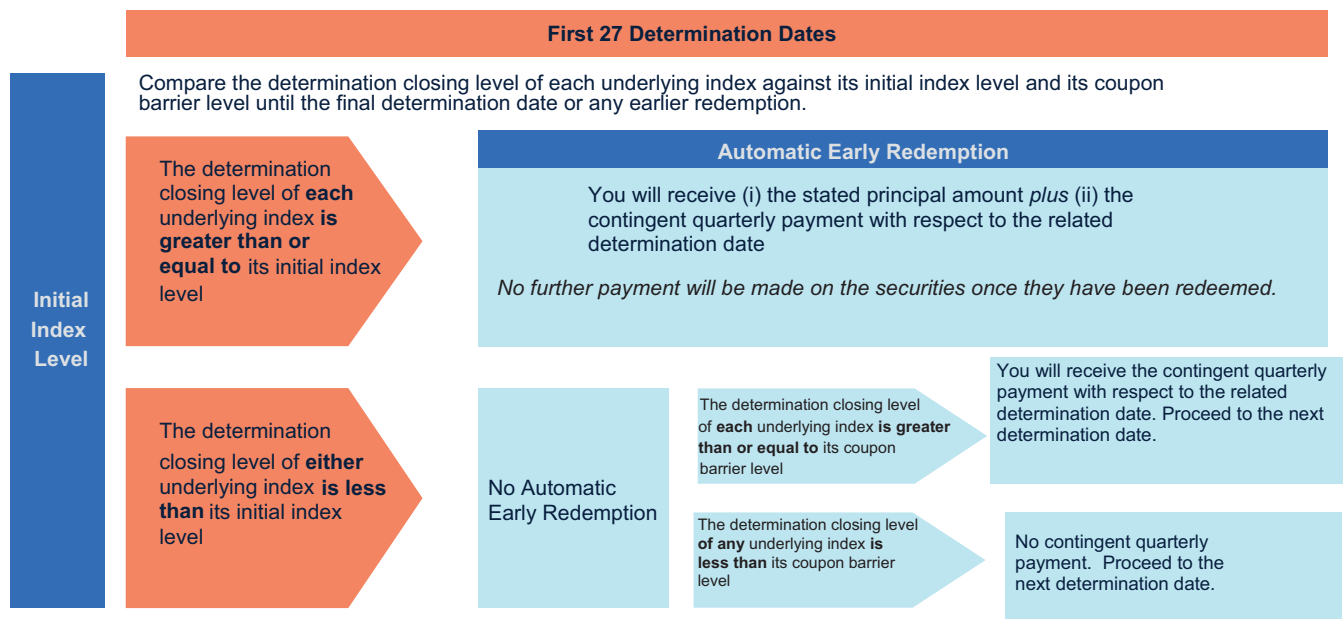 First 27 Determination Dates
Compare the determination closing level of each underlying index against its initial index level and its coupon
barrier level until the final determination date or any earlier redemption.
Initial
Index
Level
The determination
closing level of each
underlying index is
greater than or
equal to its initial index
level
Automatic Early Redemption
You will receive (i) the stated principal amount plus (ii) the
contingent quarterly payment with respect to the related
determination date
No further payment will be made on the securities once they have been redeemed.
The determination
closing level of either
underlying index is less
than its initial index
level
No Automatic
Early Redemption
The determination closing level
of each underlying index is greater
than or equal to its coupon
barrier level
You will receive the contingent quarterly
payment with respect to the related
determination date. Proceed to the next
determination date.
The determination closing level
of any underlying index is
less than its coupon barrier
level
No contingent quarterly
payment.  Proceed to the
next determination date.